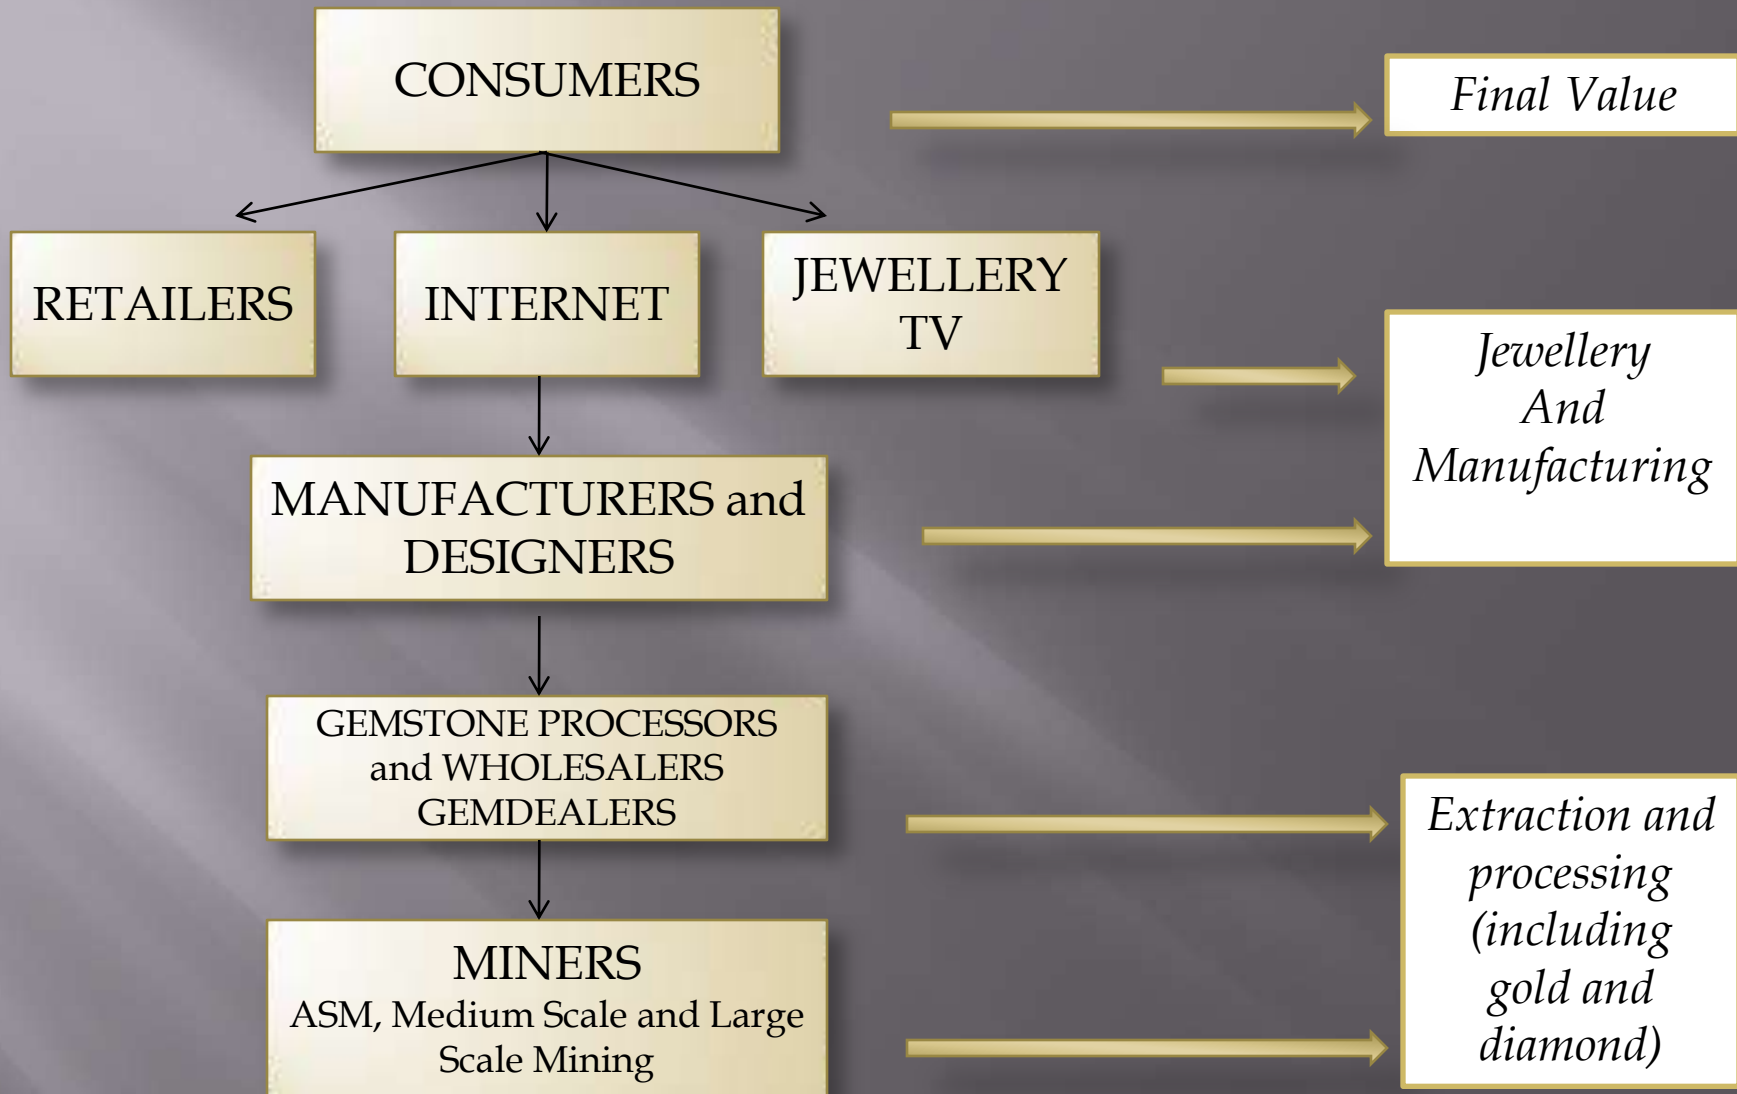 CONSUMERS
Final Value
RETAILERS
INTERNET
JEWELLERY
TV
Jewellery
And
Manufacturing
MANUFACTURERS and
DESIGNERS
GEMSTONE PROCESSORS
and WHOLESALERS
GEMDEALERS
Extraction and
processing
(including
gold and
diamond)
MINERS
ASM, Medium Scale and Large
Scale Mining